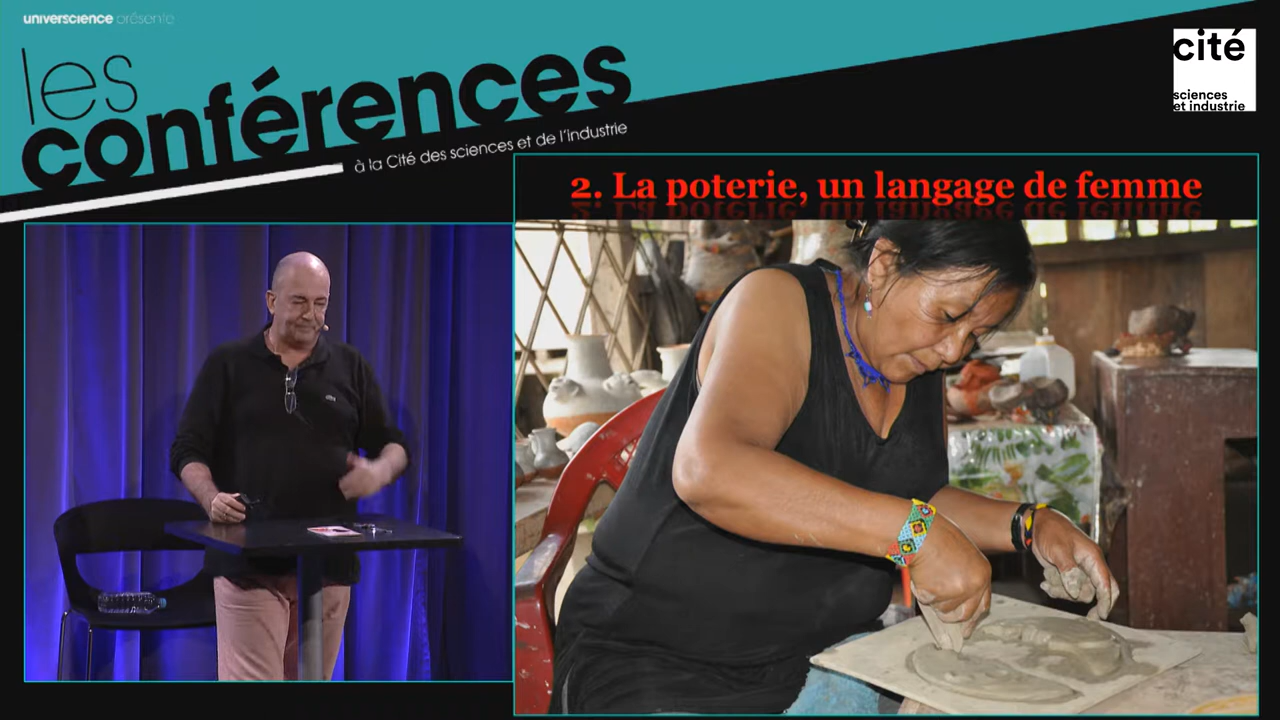 universcience présente
les
conférences
à la Cité des sciences et de l'industrie
cité
sciences
et industrie
2. La poterie, un langage de femme